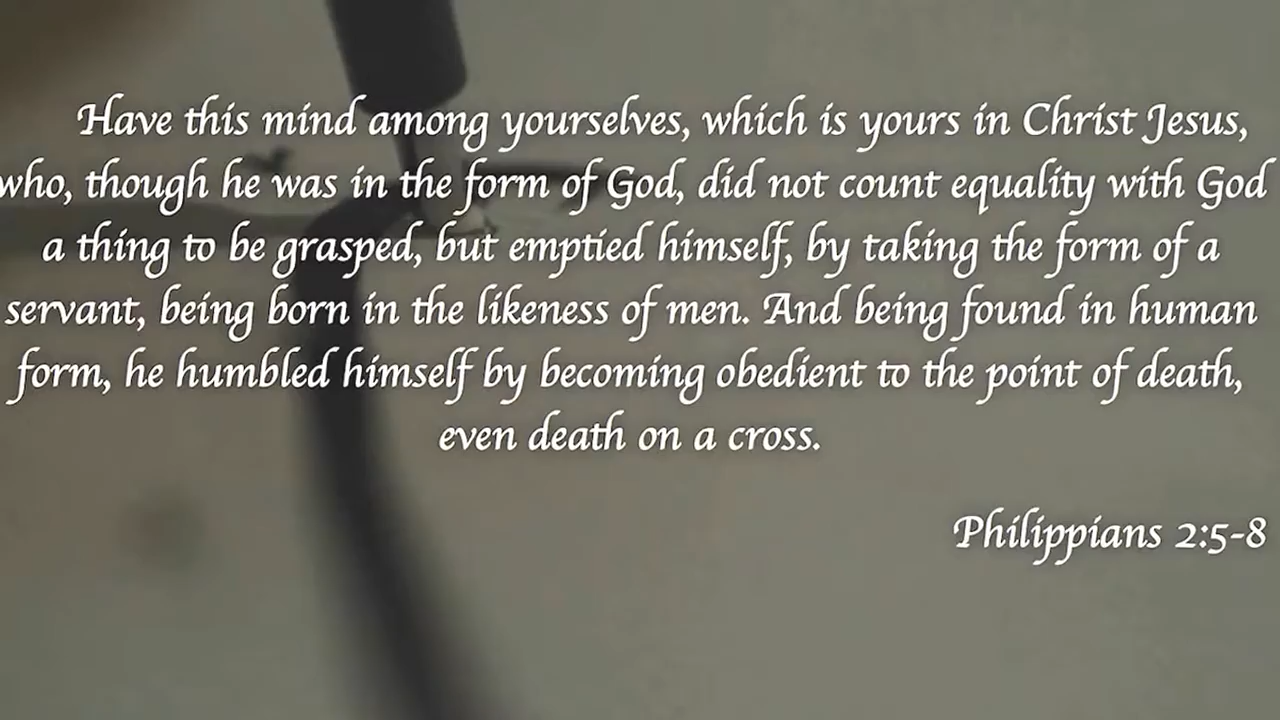 Have this mind among yourselves, which is yours in Christ Jesus,
who, though he was in the form of God, did not count equality with God
a thing to be grasped, but emptied himself, by taking the form of a
servant, being born in the likeness of men. And being found in human
form, he humbled himself by becoming obedient to the point of death,
even death on a cross.
Philippians 2:5-8